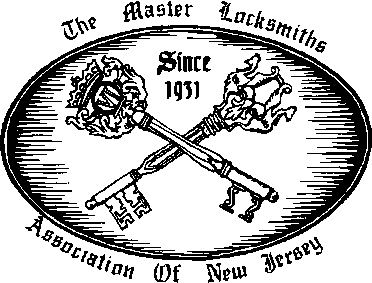 The Master Locksmiths
Since
1931
Association Of New Jersey